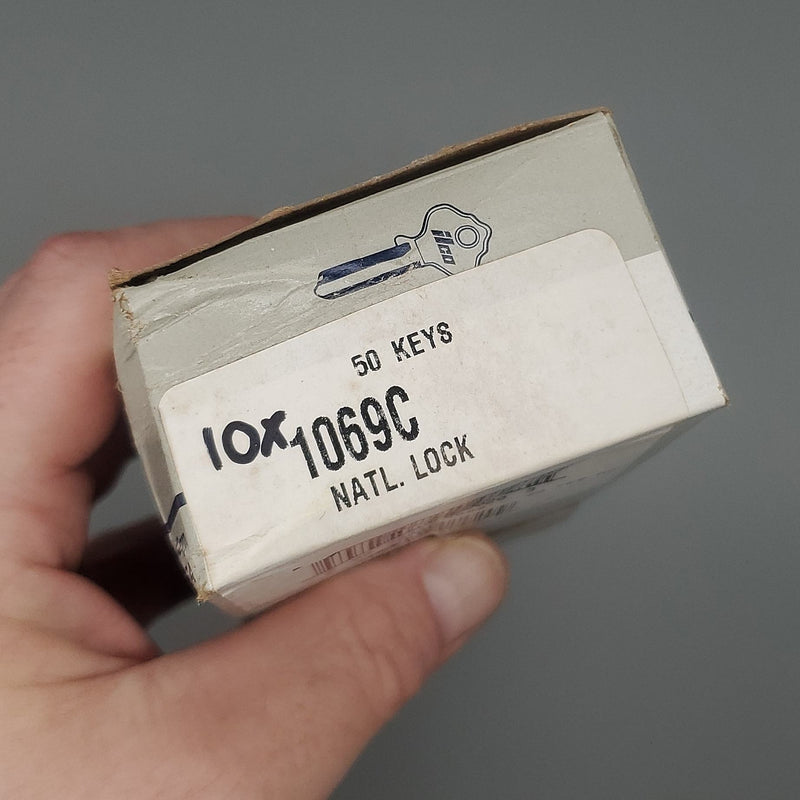 ilco
50 KEYS
10X 1069C
NATL. LOCK